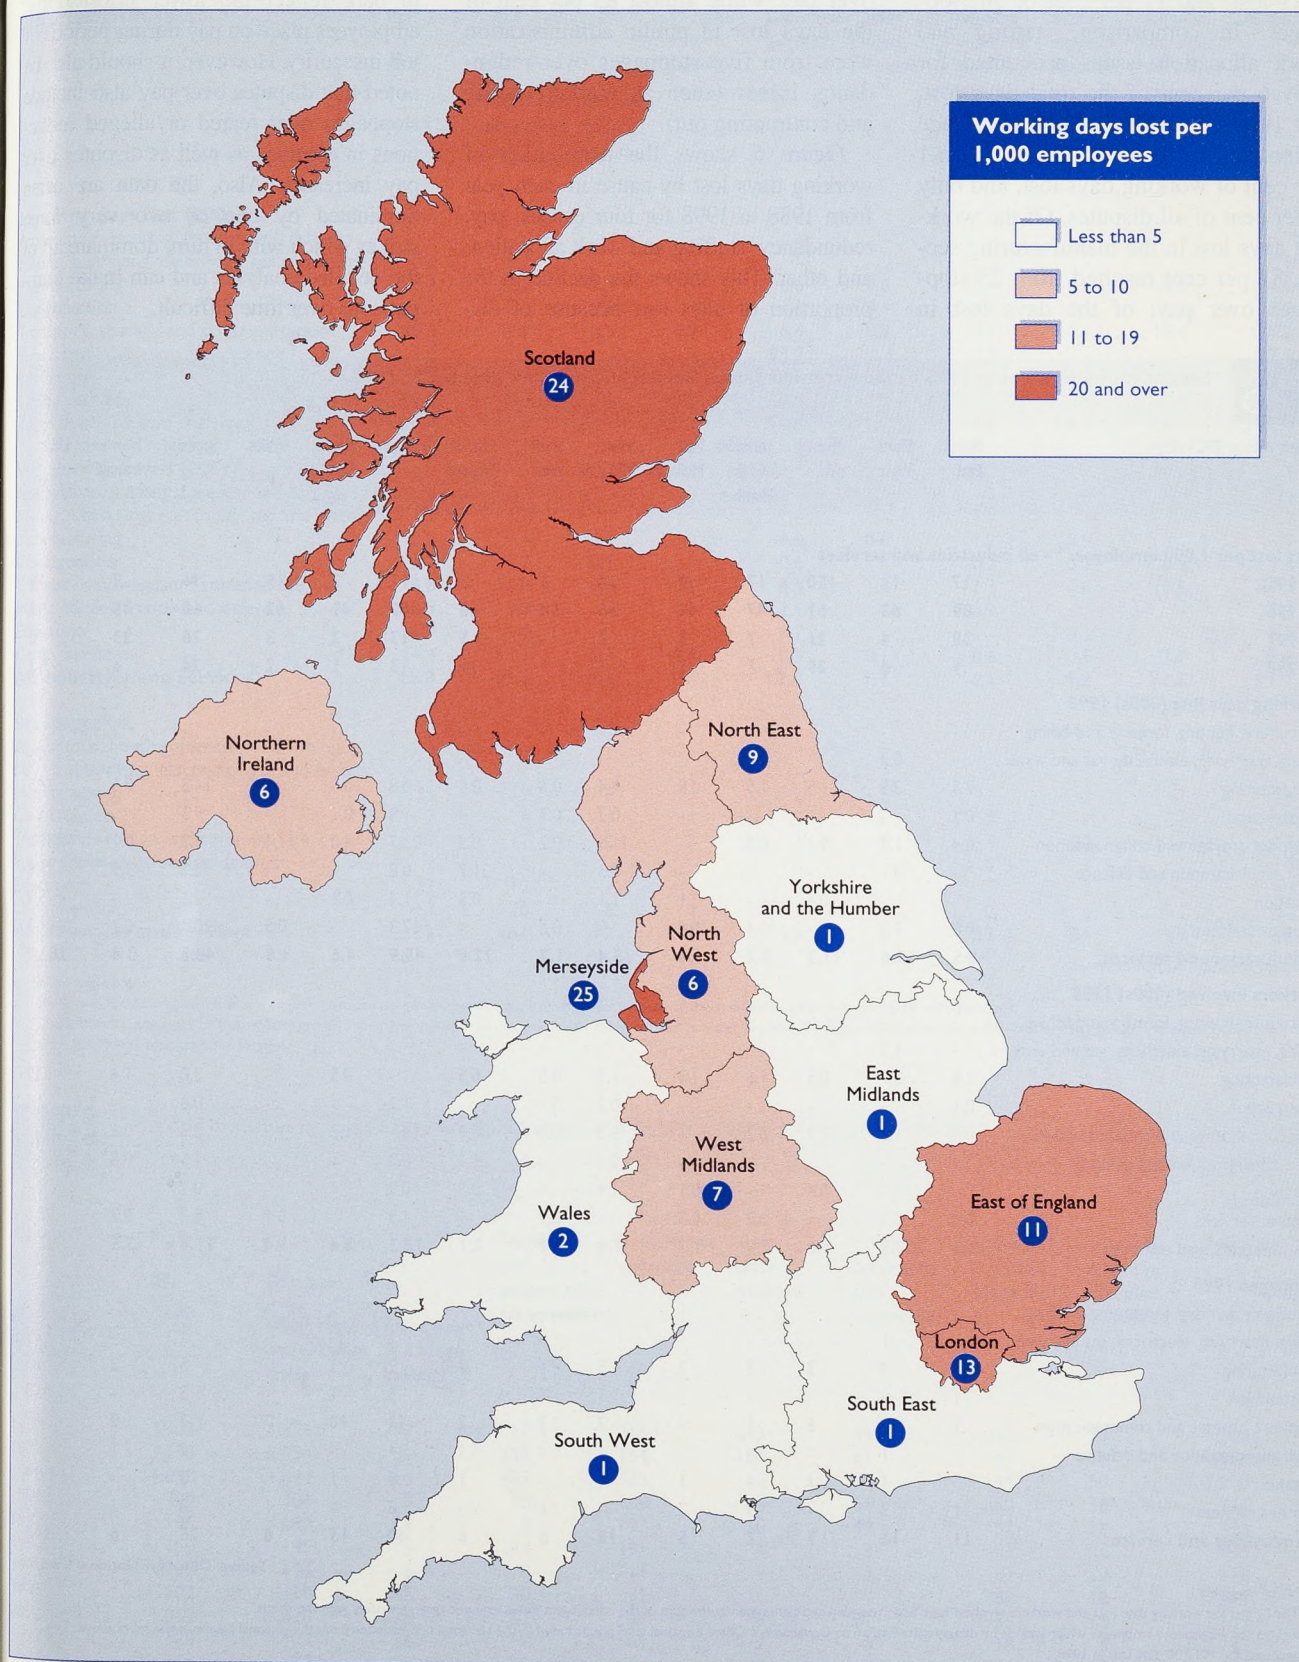 Working days lost per
1,000 employees
Less than 5
5 to 10
11 to 19
20 and over
Scotland
24
North East
9
Northern
Ireland
6
Yorkshire
and the Humber
1
North
West
6
Merseyside
25
East
Midlands
1
West
Midlands
7
East of England
11
Wales
2
London
13
South East
1
South West
1